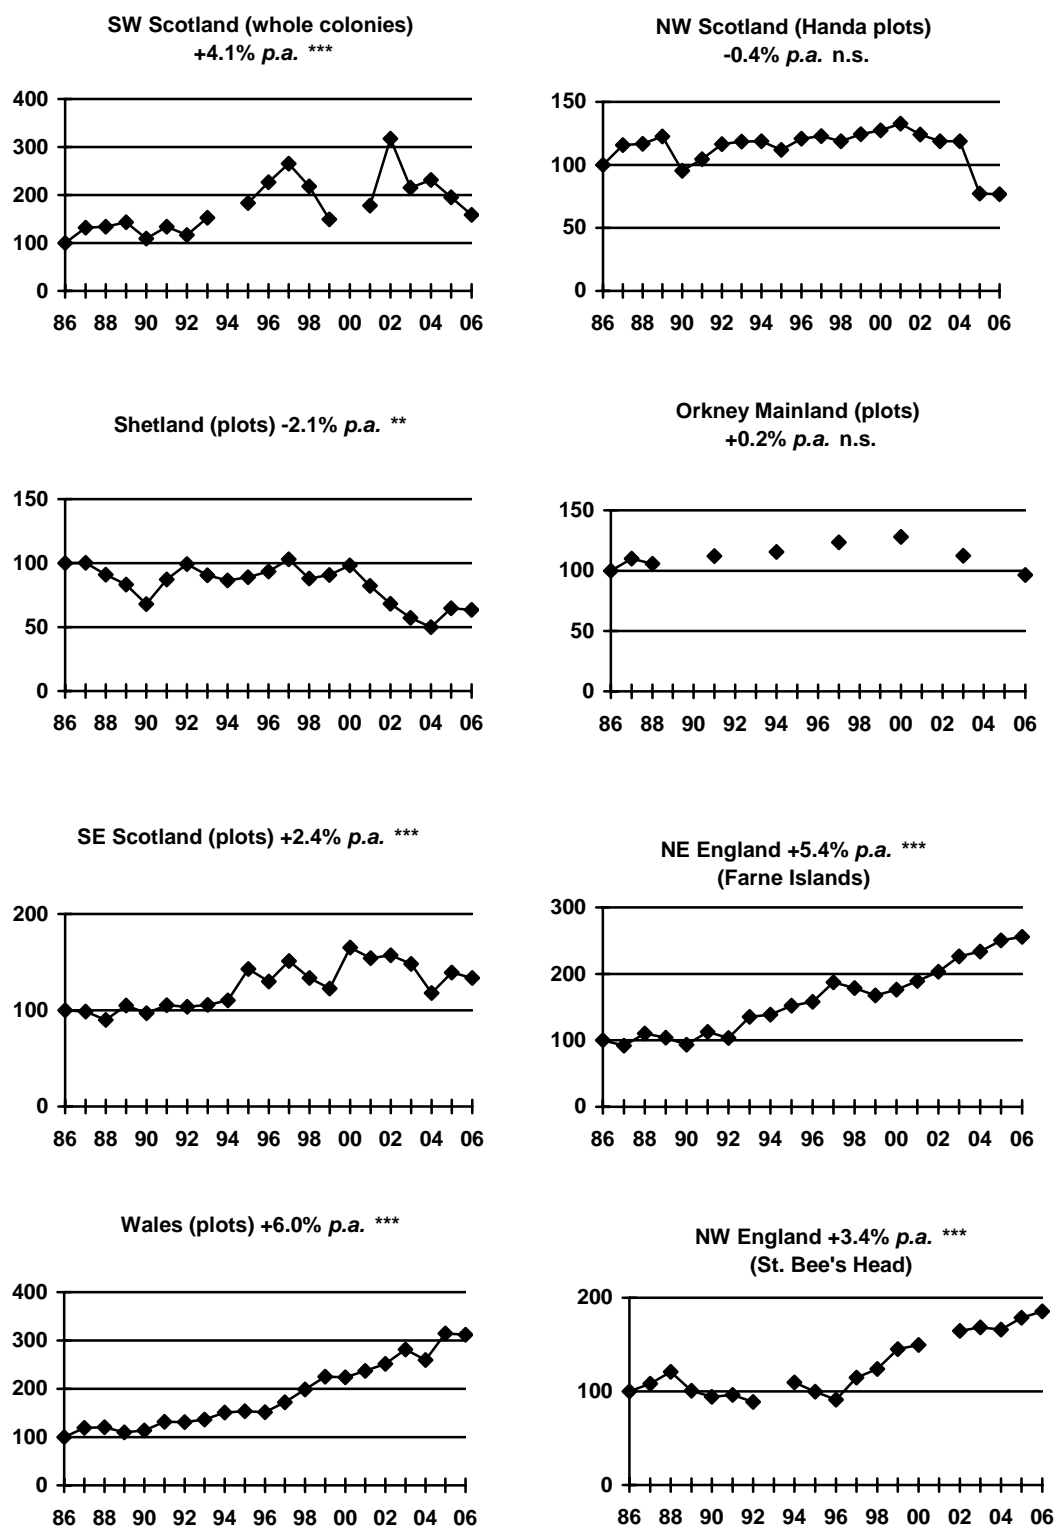 SW Scotland (whole colonies)
+4.1% p.a. ***
400
300
200
100
0
86 88 90 92 94 96 98 00 02 04 06
NW Scotland (Handa plots)
-0.4% p.a. n.s.
150
100
50
0
86 88 90 92 94 96 98 00 02 04 06
Shetland (plots) -2.1% p.a. **
150
100
50
0
86 88 90 92 94 96 98 00 02 04 06
Orkney Mainland (plots)
+0.2% p.a. n.s.
150
100
50
0
86 88 90 92 94 96 98 00 02 04 06
SE Scotland (plots) +2.4% p.a. ***
200
100
0
86 88 90 92 94 96 98 00 02 04 06
NE England +5.4% p.a. ***
(Farne Islands)
300
200
100
0
86 88 90 92 94 96 98 00 02 04 06
Wales (plots) +6.0% p.a. ***
400
300
200
100
0
86 88 90 92 94 96 98 00 02 04 06
NW England +3.4% p.a. ***
(St. Bee's Head)
200
100
0
86 88 90 92 94 96 98 00 02 04 06